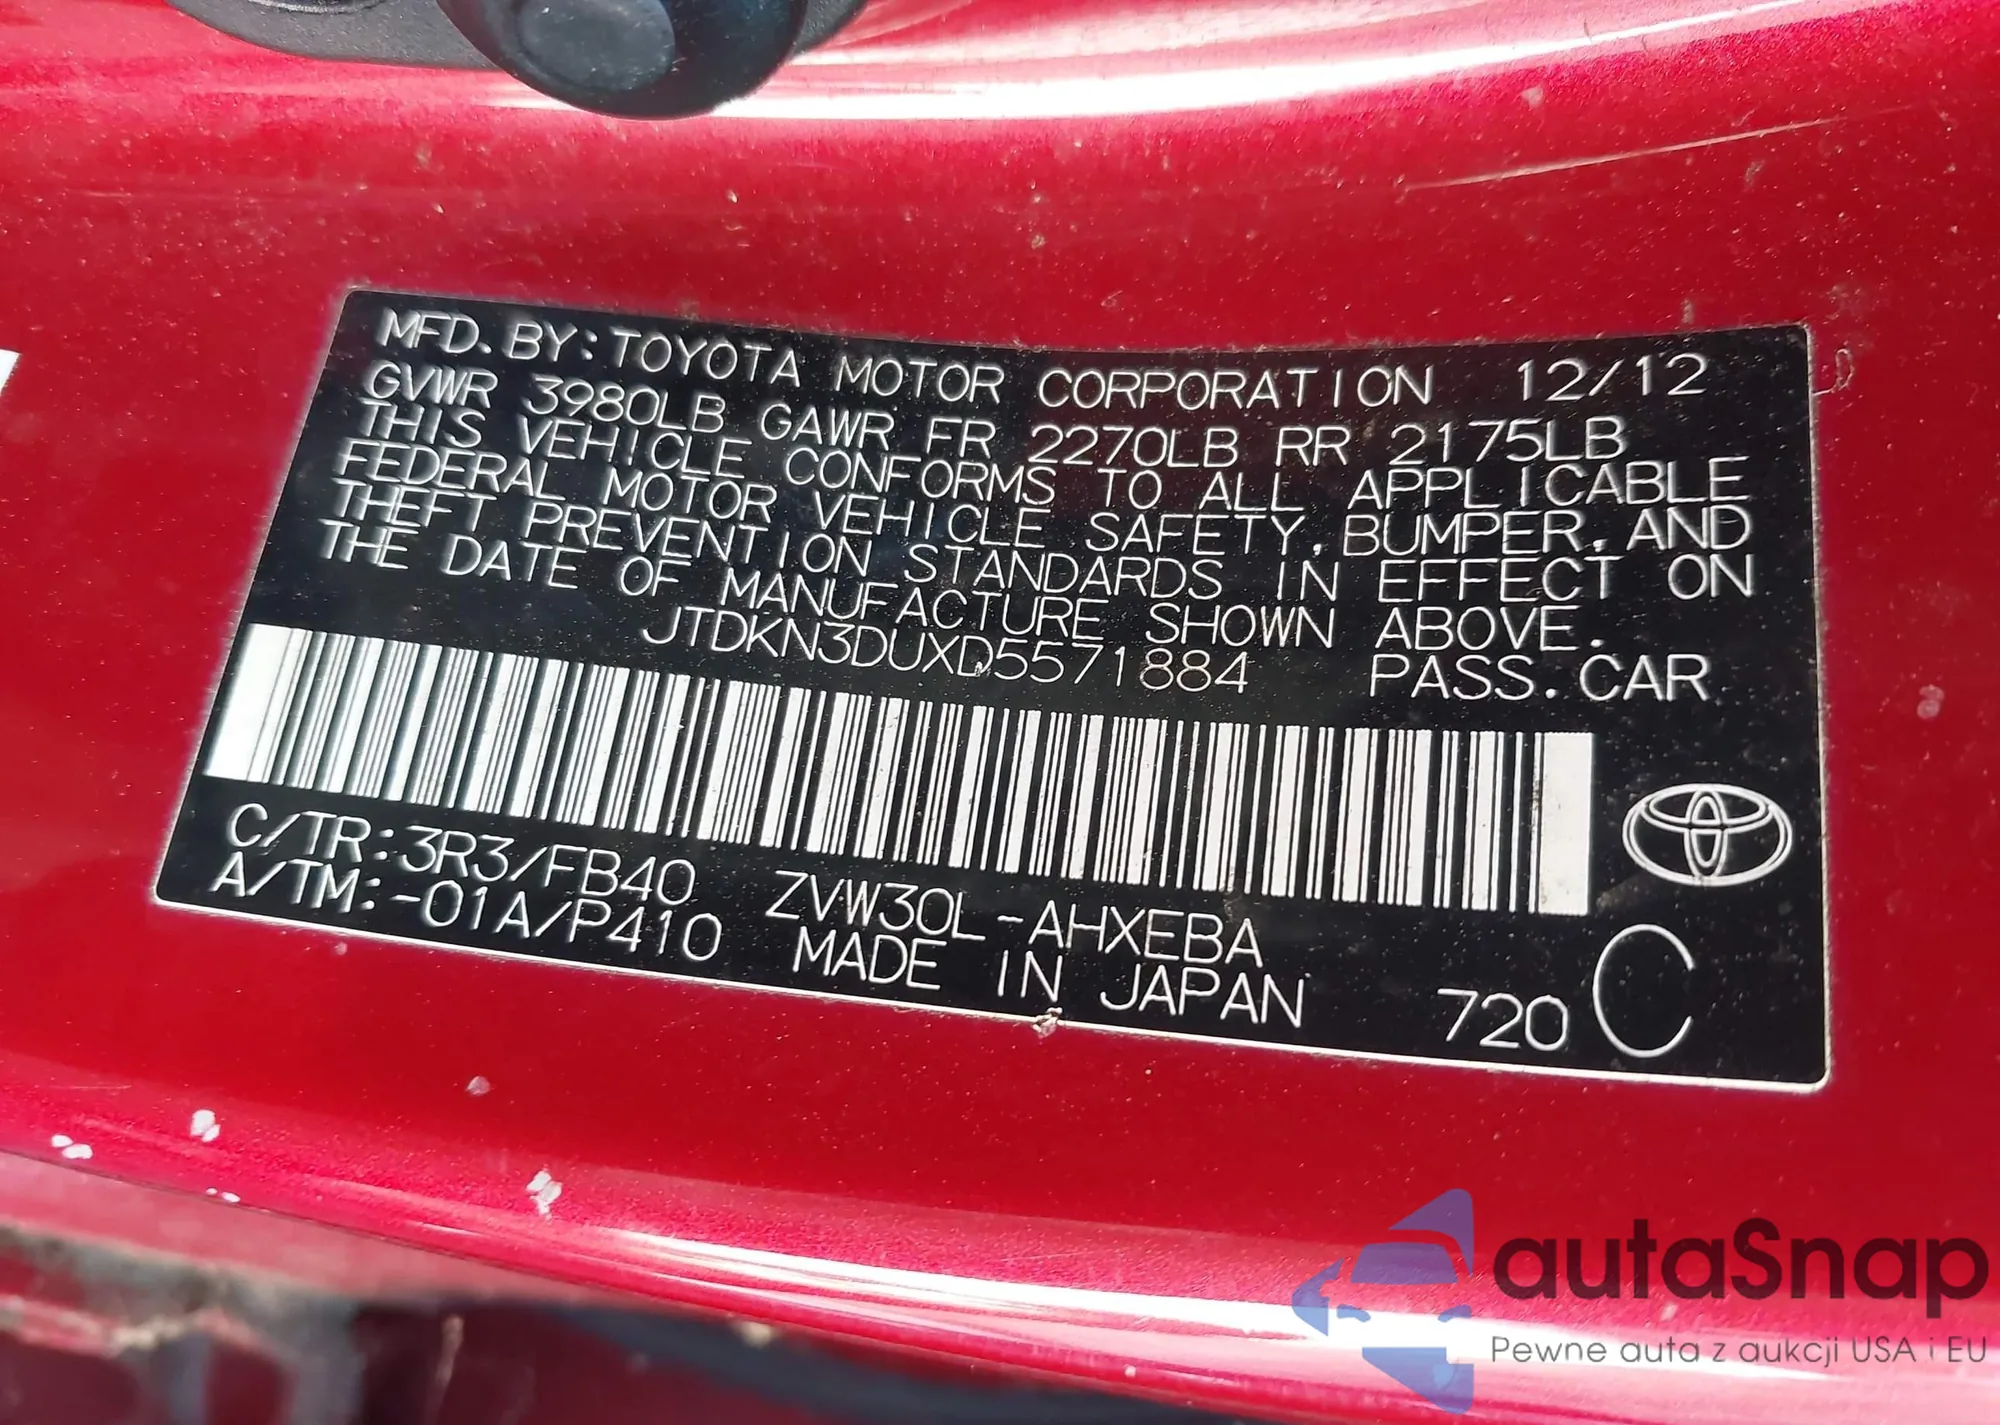 MFD. BY: TOYOTA MOTOR CORPORATION 12/12
GVWR 3980LB GAWR FR 2270LB RR 2175LB
THIS VEHICLE CONFORMS TO ALL APPLICABLE
FEDERAL MOTOR VEHICLE SAFETY, BUMPER, AND
THEFT PREVENTION STANDARDS IN EFFECT ON
THE DATE OF MANUFACTURE SHOWN ABOVE.
JTDKN3DUXD5571884 PASS. CAR
C/TR: 3R3/FB40 ZVW30L-AHXEBA
A/TM: -01A/P410 MADE IN JAPAN 720 C
autaSnap
Pewne auta z aukcji USA i EU